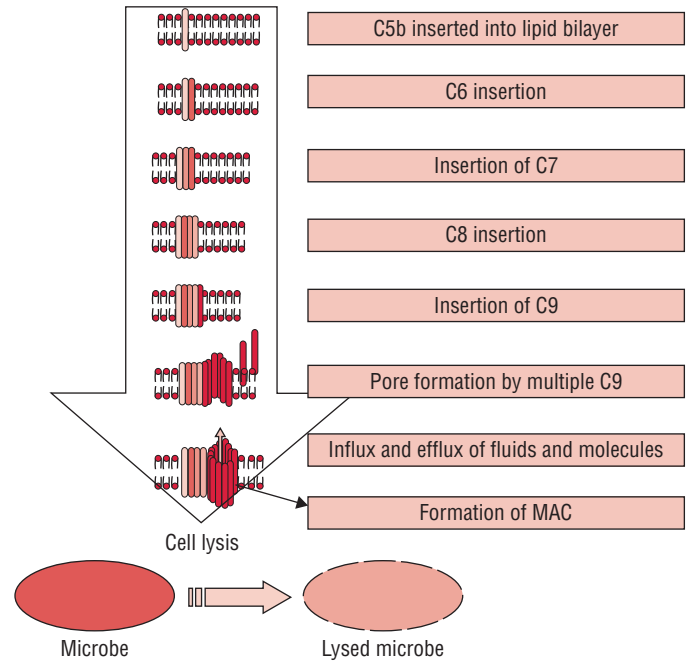 C5b inserted into lipid bilayer
C6 insertion
Insertion of C7
C8 insertion
Insertion of C9
Pore formation by multiple C9
Influx and efflux of fluids and molecules
Formation of MAC
Cell lysis
Microbe
Lysed microbe